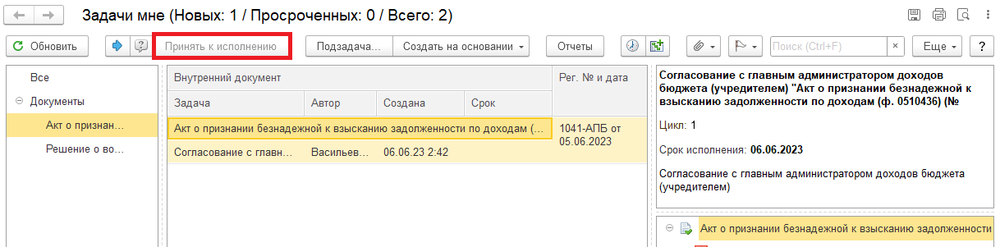 Задачи мне (Новых: 1 / Просроченных: 0 / Всего: 2)
Обновить Принять к исполнению Подзадача... Создать на основании Отчеты Поиск (Ctrl+F) × Еще ?
Все
Документы
Акт о признан...
Решение о во...
Внутренний документ Рег. № и дата
Задача Автор Создана Срок
Акт о признании безнадежной к взысканию задолженности по доходам (... 1041-АПБ от
05.06.2023
Согласование с главн... Васильев... 06.06.23 2:42
Согласование с главным администратором доходов
бюджета (учредителем) "Акт о признании безнадежной к
взысканию задолженности по доходам (ф. 0510436) (№
Цикл: 1
Срок исполнения: 06.06.2023
Согласование с главным администратором доходов бюджета
(учредителем)
Акт о признании безнадежной к взысканию задолженности